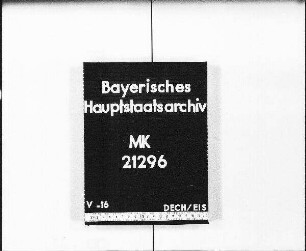 Bayerisches
Hauptstaatsarchiv
MK
21296
V .16 DECH/EIS